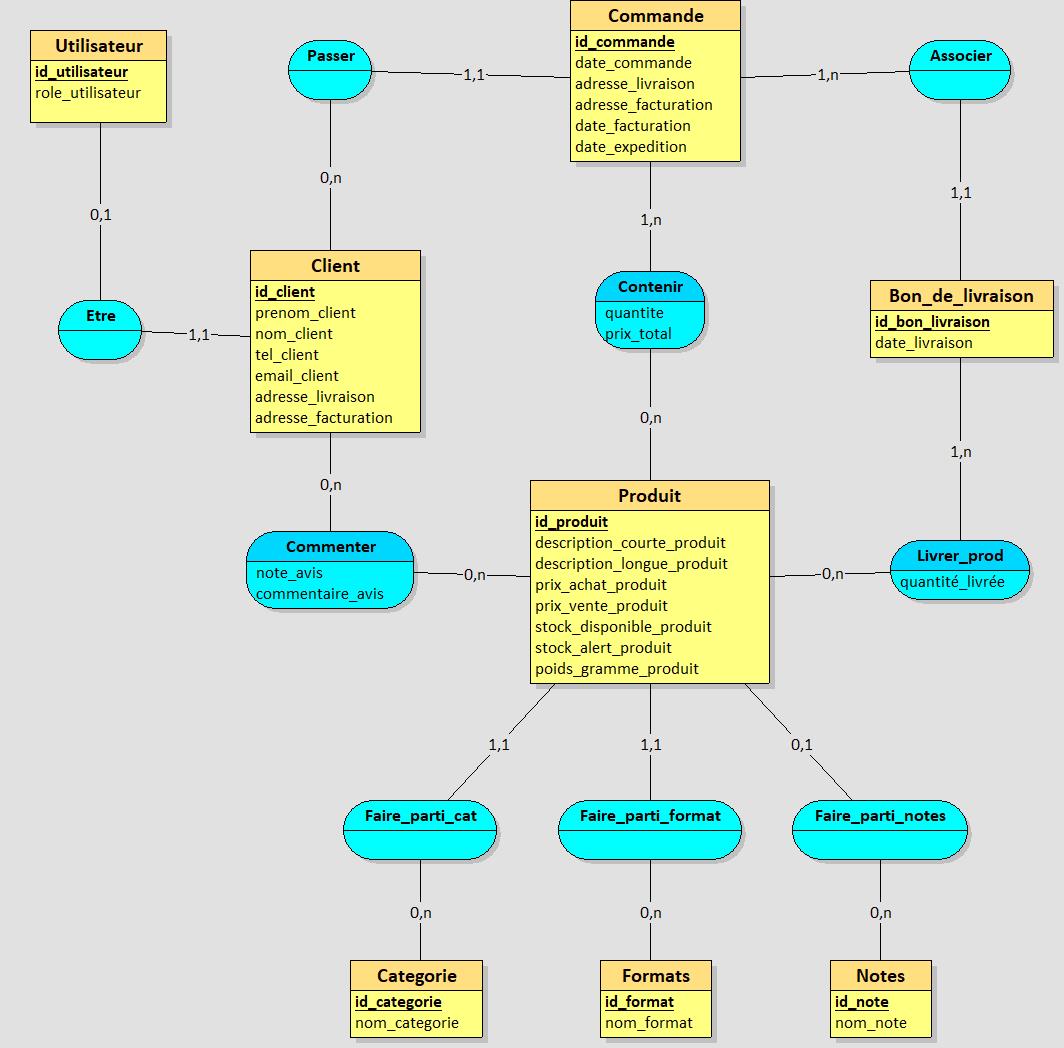 Utilisateur
id_utilisateur
role_utilisateur
Passer
1,1
Commande
id_commande
date_commande
adresse_livraison
adresse_facturation
date_facturation
date_expedition
1,n
Associer
0,1
0,n
1,n
1,1
Etre
1,1
Client
id_client
prenom_client
nom_client
tel_client
email_client
adresse_livraison
adresse_facturation
Contenir
quantite
prix_total
Bon_de_livraison
id_bon_livraison
date_livraison
0,n
0,n
1,n
Commenter
note_avis
commentaire_avis
0,n
Produit
id_produit
description_courte_produit
description_longue_produit
prix_achat_produit
prix_vente_produit
stock_disponible_produit
stock_alert_produit
poids_gramme_produit
0,n
Livrer_prod
quantité_livrée
1,1
1,1
0,1
Faire_parti_cat
Faire_parti_format
Faire_parti_notes
0,n
0,n
0,n
Categorie
id_categorie
nom_categorie
Formats
id_format
nom_format
Notes
id_note
nom_note